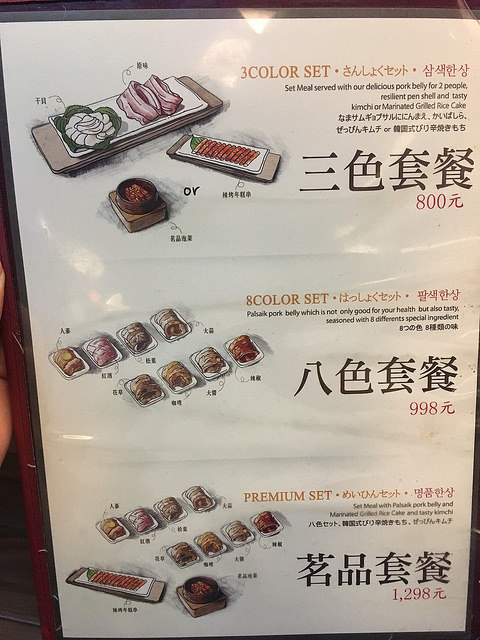 原味
干貝
3COLOR SET・さんしょくセット・ 삼색한상
Set Meal served with our delicious pork belly for 2 people,
resilient pen shell and tasty
kimchi or Marinated Grilled Rice Cake
なまサムギョプサルににんまえ、かいばしら、
ぜっぴんキムチ or 韓国式ぴり辛焼きもち
三色套餐
800元
or
辣烤年糕串
茗品泡菜
8COLOR SET・はっしょくセット・ 팔색한상
Palsaik pork belly which is not only good for your health but also tasty,
seasoned with 8 differents special ingredient
8つの色 8種類の味
八色套餐
998元
人蔘
紅酒
松葉
大蒜
花草
咖哩
大醬
辣椒
PREMIUM SET・めいひんセット・ 명품한상
Set Meal with Palsaik pork belly and
Marinated Grilled Rice Cake and tasty kimchi
八色セット、韓国式ぴり辛焼きもち、ぜっぴんキムチ
茗品套餐
1,298元
人蔘
紅酒
松葉
大蒜
花草
咖哩
大醬
辣椒
辣烤年糕串
茗品泡菜